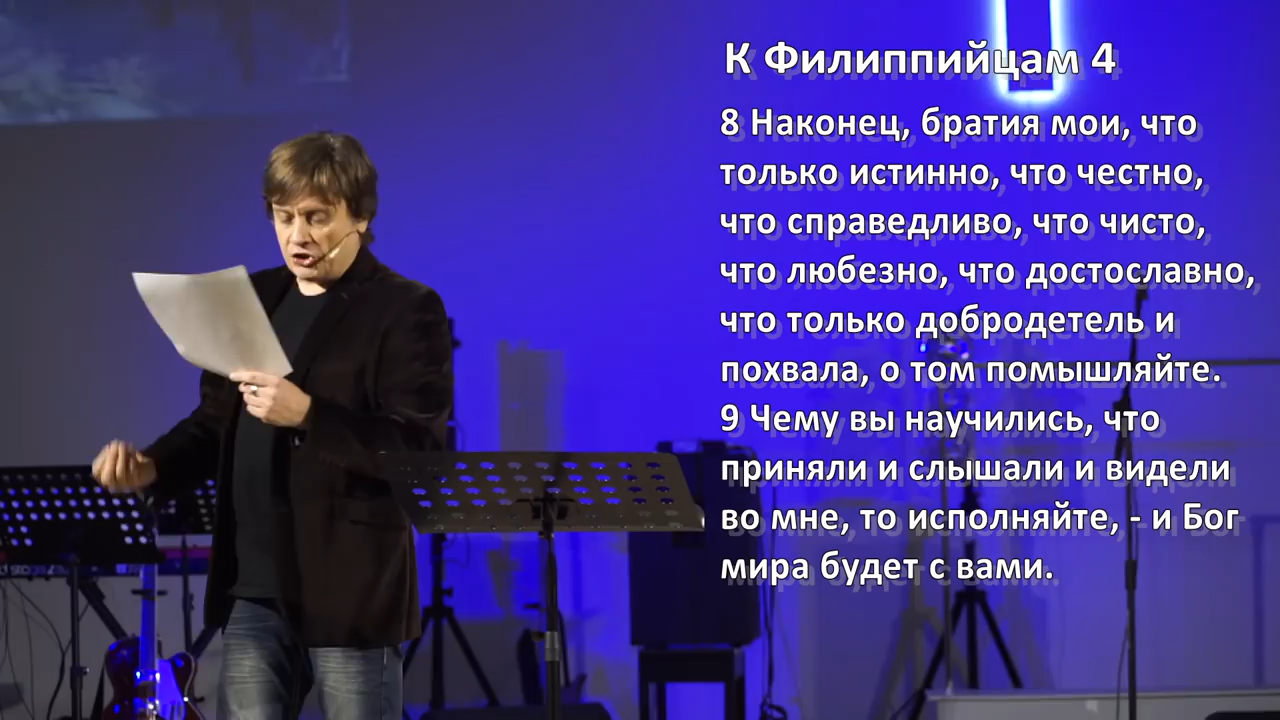 К Филиппийцам 4
8 Наконец, братия мои, что
только истинно, что честно,
что справедливо, что чисто,
что любезно, что достославно,
что только добродетель и
похвала, о том помышляйте.
9 Чему вы научились, что
приняли и слышали и видели
во мне, то исполняйте, - и Бог
мира будет с вами.